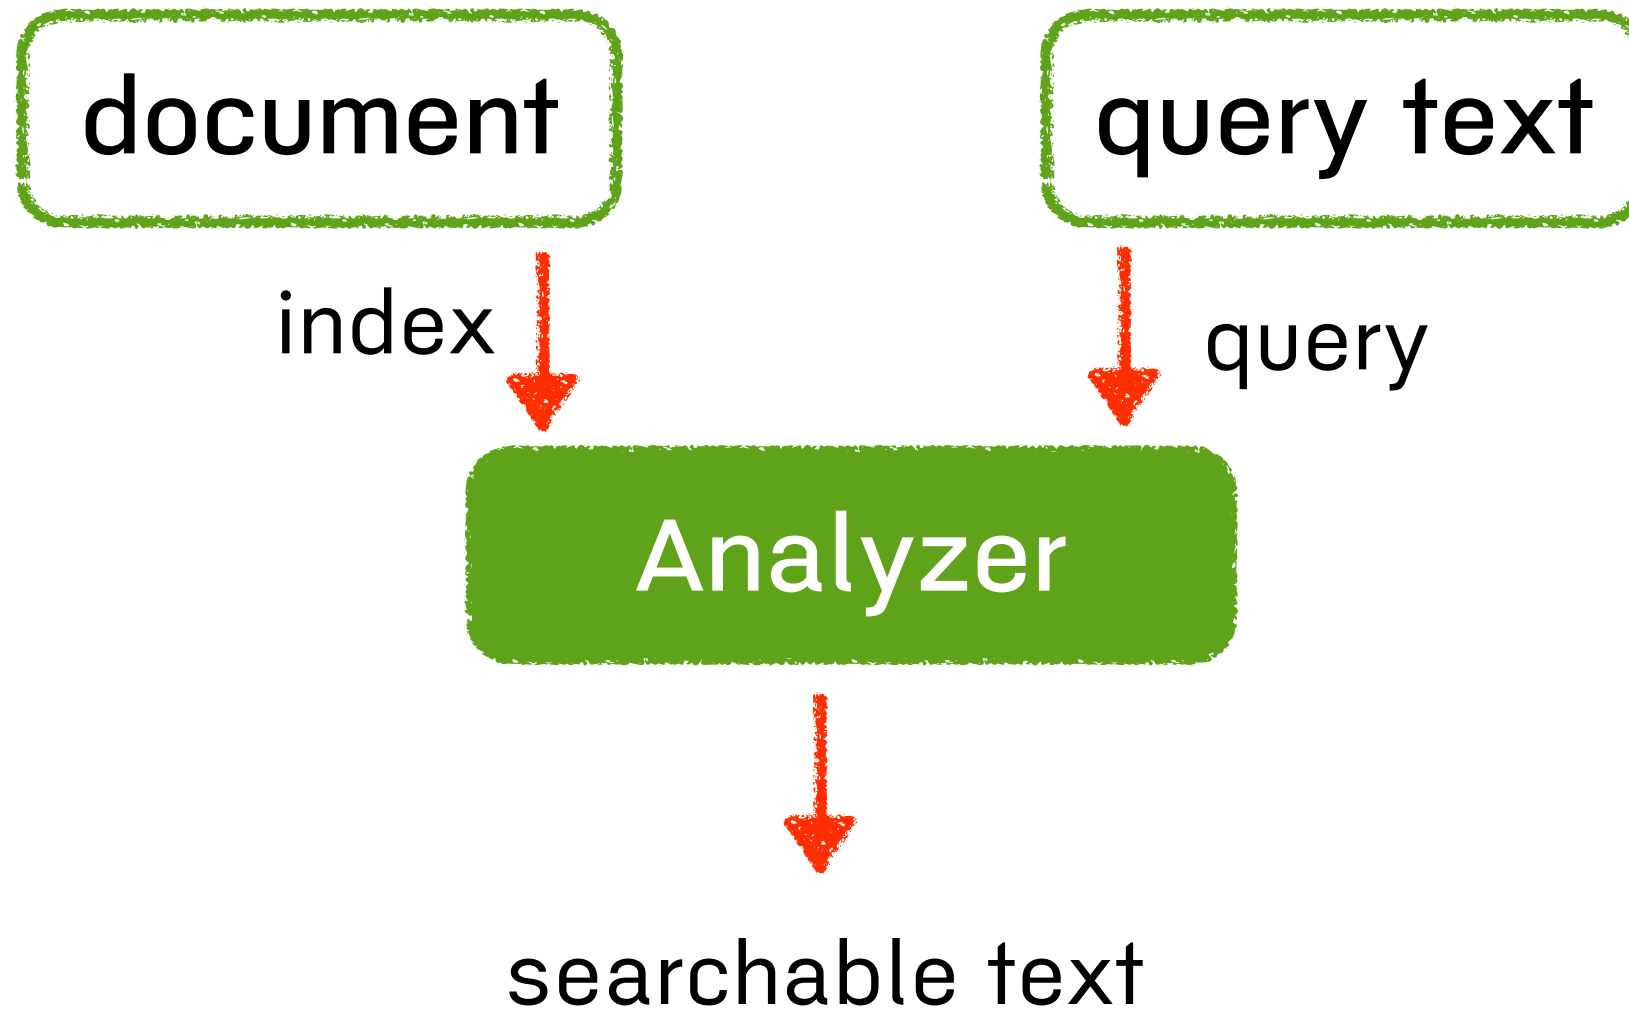 document
query text
index
query
Analyzer
searchable text